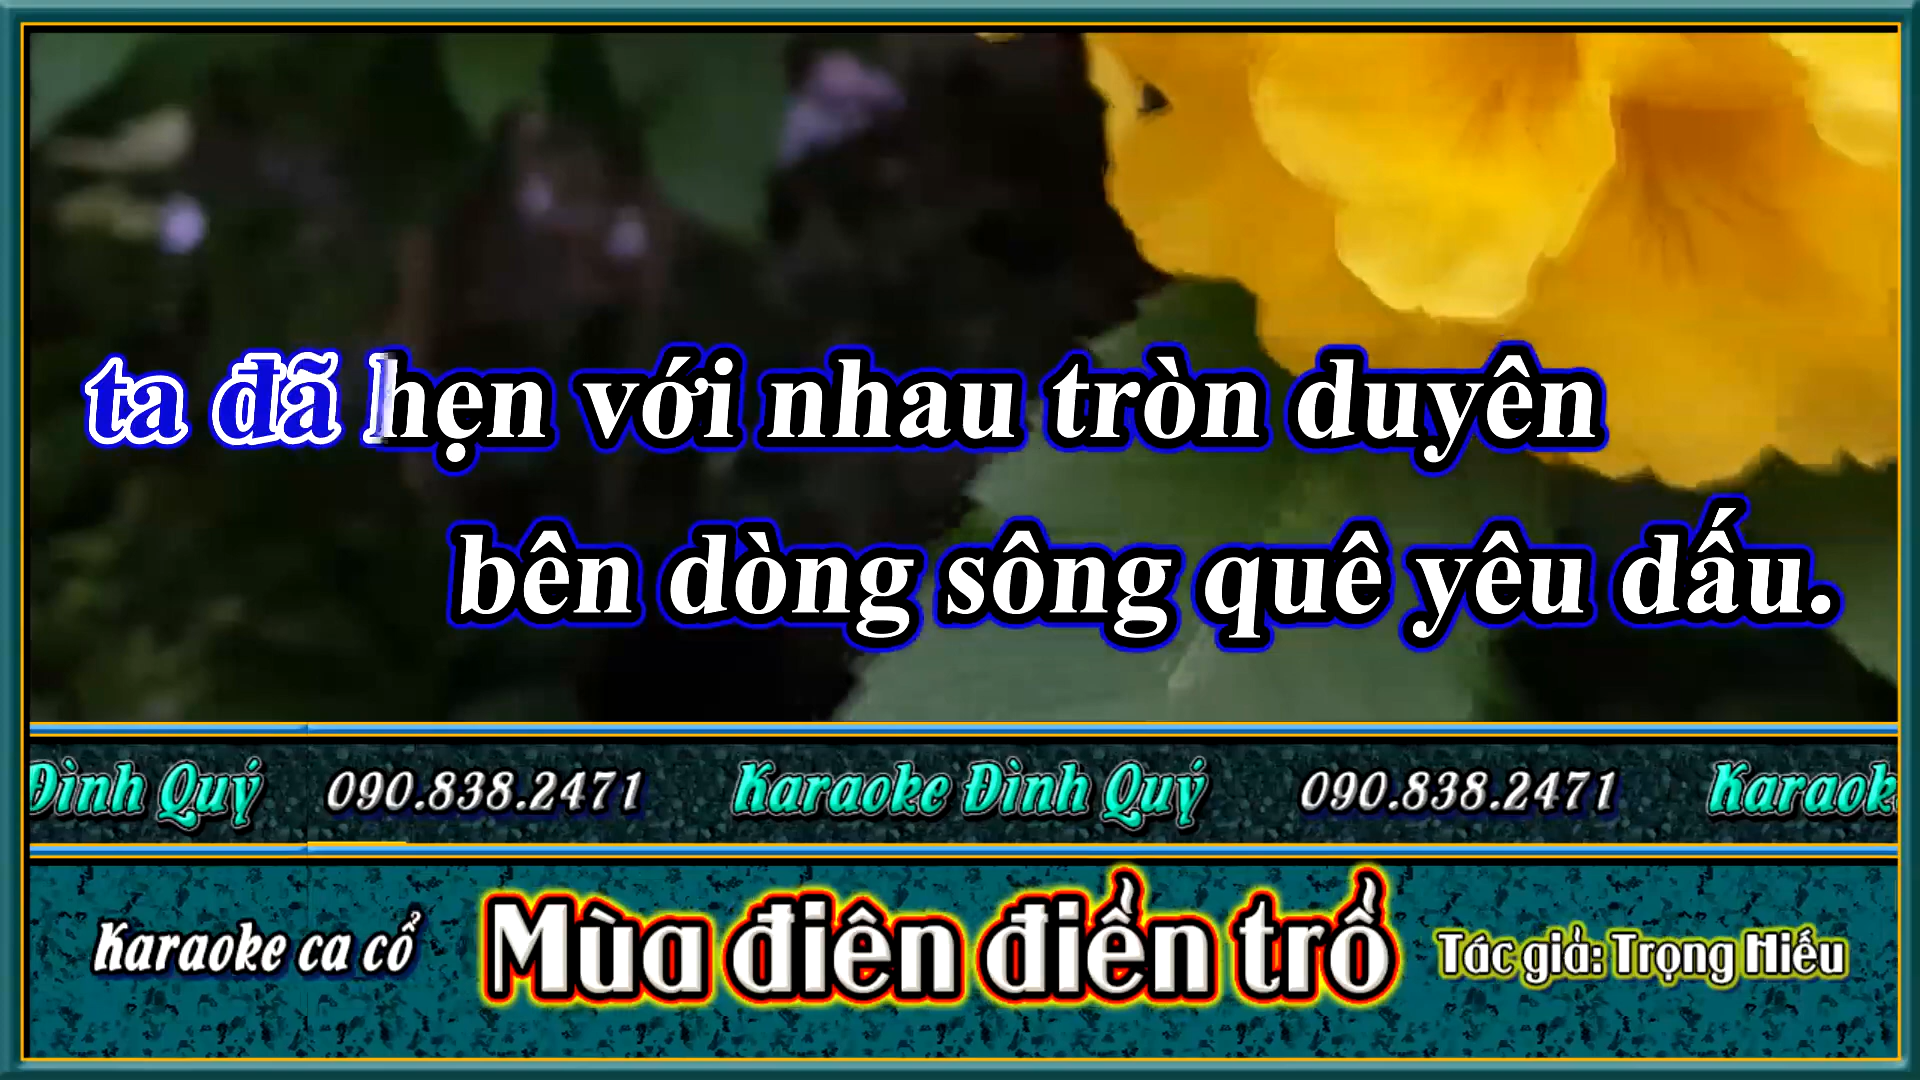 ta đã hẹn với nhau tròn duyên
bên dòng sông quê yêu dấu.
Đình Quý 090.838.2471 Karaoke Đình Quý 090.838.2471 Karaok
Karaoke ca cổ Mùa điên điển trổ Tác giả: Trọng Hiếu